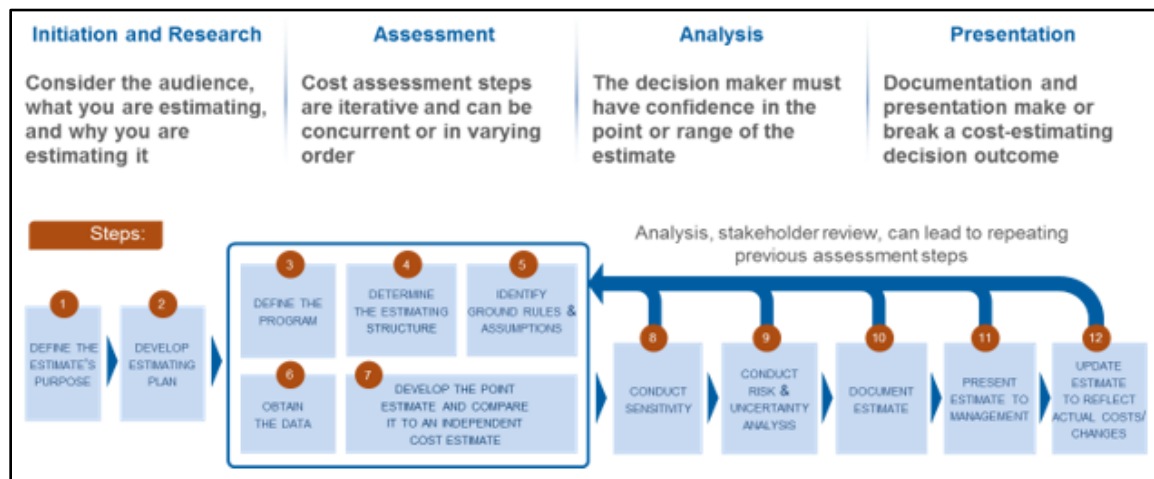 Initiation and Research
Consider the audience,
what you are estimating,
and why you are
estimating it
Assessment
Cost assessment steps
are iterative and can be
concurrent or in varying
order
Analysis
The decision maker must
have confidence in the
point or range of the
estimate
Presentation
Documentation and
presentation make or
break a cost-estimating
decision outcome
Steps:
Analysis, stakeholder review, can lead to repeating
previous assessment steps
1
DEFINE THE
ESTIMATE'S
PURPOSE
2
DEVELOP
ESTIMATING
PLAN
3
DEFINE THE
PROGRAM
4
DETERMINE
THE ESTIMATING
STRUCTURE
5
IDENTIFY
GROUND RULES &
ASSUMPTIONS
6
OBTAIN
THE DATA
7
DEVELOP THE POINT
ESTIMATE AND COMPARE
IT TO AN INDEPENDENT
COST ESTIMATE
8
CONDUCT
SENSITIVITY
9
CONDUCT
RISK &
UNCERTAINTY
ANALYSIS
10
DOCUMENT
ESTIMATE
11
PRESENT
ESTIMATE TO
MANAGEMENT
12
UPDATE
ESTIMATE
TO REFLECT
ACTUAL COSTS/
CHANGES